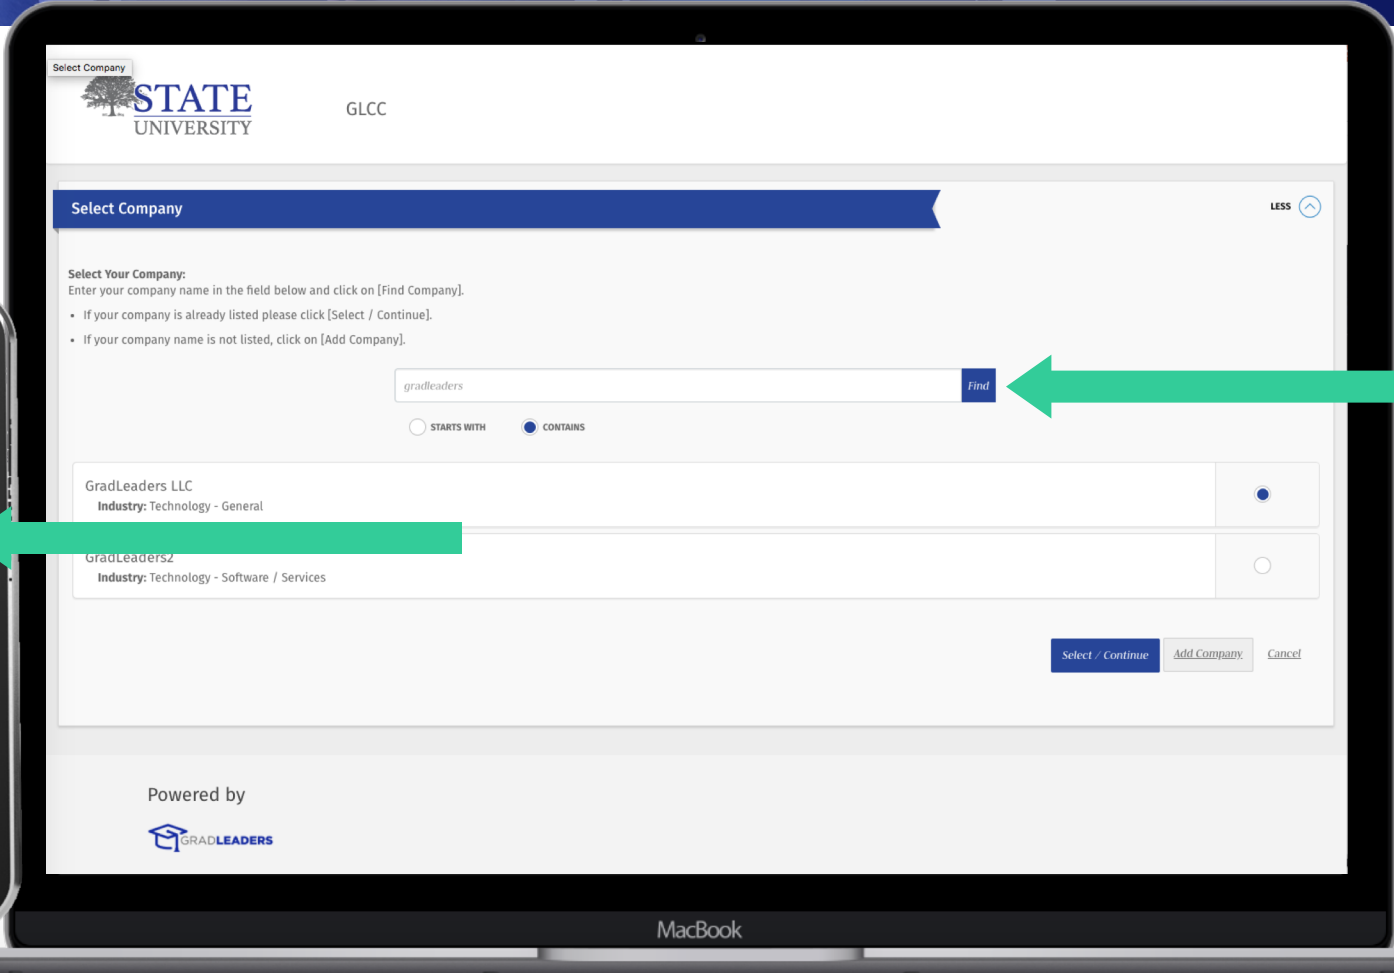 Select Company
STATE
UNIVERSITY
GLCC
Select Company
LESS
Select Your Company:
Enter your company name in the field below and click on [Find Company].
• If your company is already listed please click [Select / Continue].
• If your company name is not listed, click on [Add Company].
gradleaders
Find
STARTS WITH
CONTAINS
GradLeaders LLC
Industry: Technology - General
GradLeaders2
Industry: Technology - Software / Services
Select / Continue
Add Company
Cancel
Powered by
GRADLEADERS
MacBook